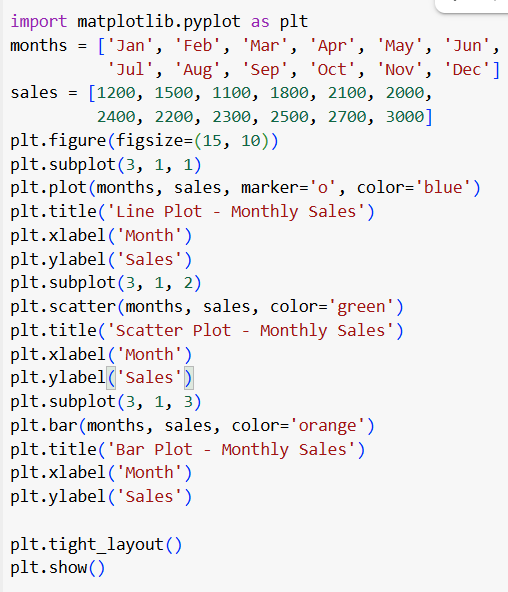 import matplotlib.pyplot as plt
months = ['Jan', 'Feb', 'Mar', 'Apr', 'May', 'Jun',
          'Jul', 'Aug', 'Sep', 'Oct', 'Nov', 'Dec']
sales = [1200, 1500, 1100, 1800, 2100, 2000,
         2400, 2200, 2300, 2500, 2700, 3000]
plt.figure(figsize=(15, 10))
plt.subplot(3, 1, 1)
plt.plot(months, sales, marker='o', color='blue')
plt.title('Line Plot - Monthly Sales')
plt.xlabel('Month')
plt.ylabel('Sales')
plt.subplot(3, 1, 2)
plt.scatter(months, sales, color='green')
plt.title('Scatter Plot - Monthly Sales')
plt.xlabel('Month')
plt.ylabel('Sales')
plt.subplot(3, 1, 3)
plt.bar(months, sales, color='orange')
plt.title('Bar Plot - Monthly Sales')
plt.xlabel('Month')
plt.ylabel('Sales')

plt.tight_layout()
plt.show()